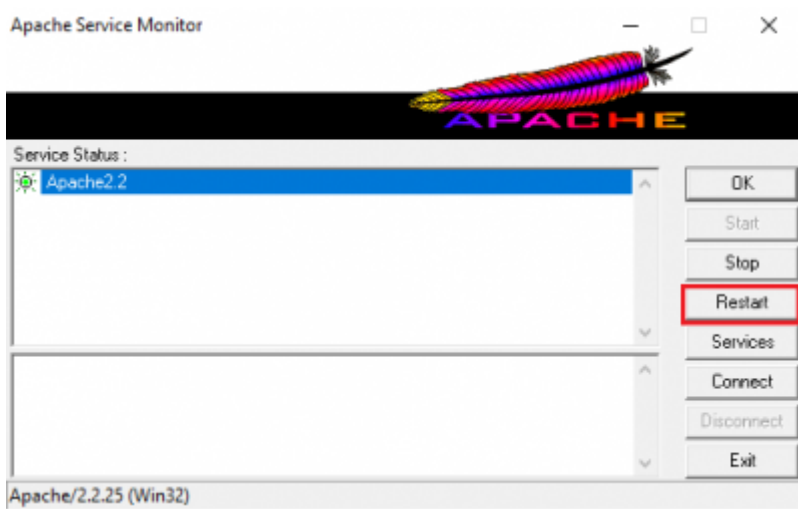 Apache Service Monitor
APACHE
Service Status :
Apache2.2
OK
Start
Stop
Restart
Services
Connect
Disconnect
Exit
Apache/2.2.25 (Win32)